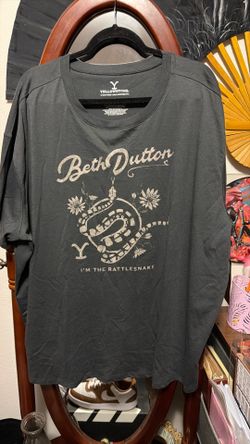 Y
YELLOWSTONE
Beth Dutton
Y
I'M THE RATTLESNAKE